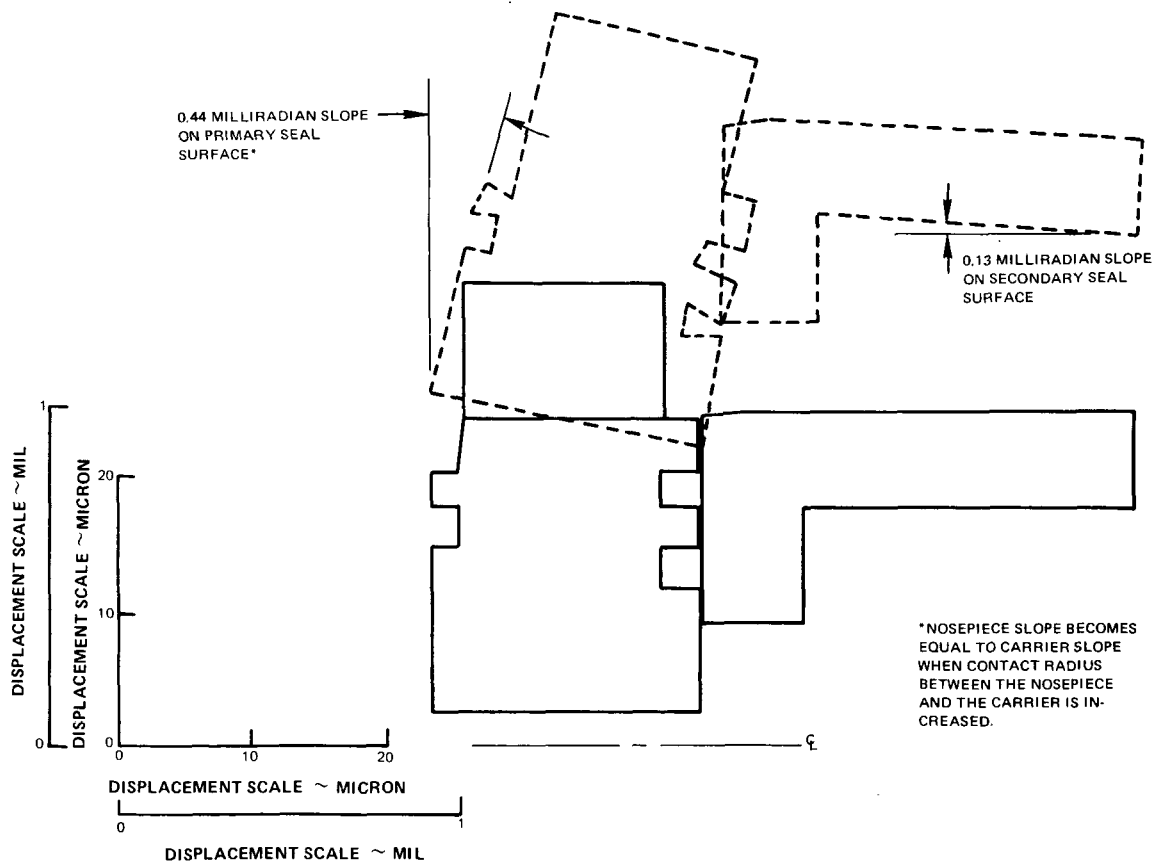 0.44 MILLIRADIAN SLOPE
ON PRIMARY SEAL
SURFACE*
0.13 MILLIRADIAN SLOPE
ON SECONDARY SEAL
SURFACE
DISPLACEMENT SCALE ~ MIL
1
0
DISPLACEMENT SCALE ~ MICRON
20
10
0
0 10 20
DISPLACEMENT SCALE ~ MICRON
0 1
DISPLACEMENT SCALE ~ MIL
℄
*NOSEPIECE SLOPE BECOMES
EQUAL TO CARRIER SLOPE
WHEN CONTACT RADIUS
BETWEEN THE NOSEPIECE
AND THE CARRIER IS IN-
CREASED.